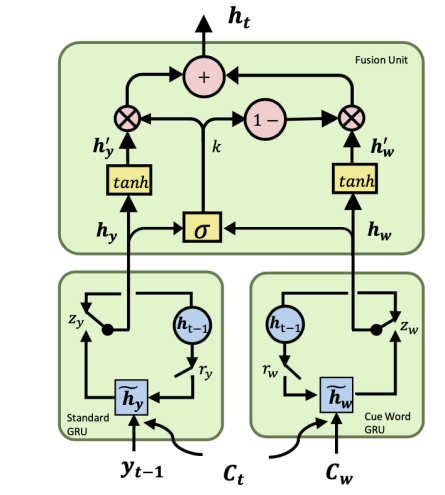 h_t
Fusion Unit
+
h'_y
k
1 −
h'_w
tanh
tanh
h_y
σ
h_w
z_y
h_{t-1}
h_{t-1}
z_w
r_y
r_w
h̃_y
h̃_w
Standard
GRU
Cue Word
GRU
y_{t-1}
C_t
C_w